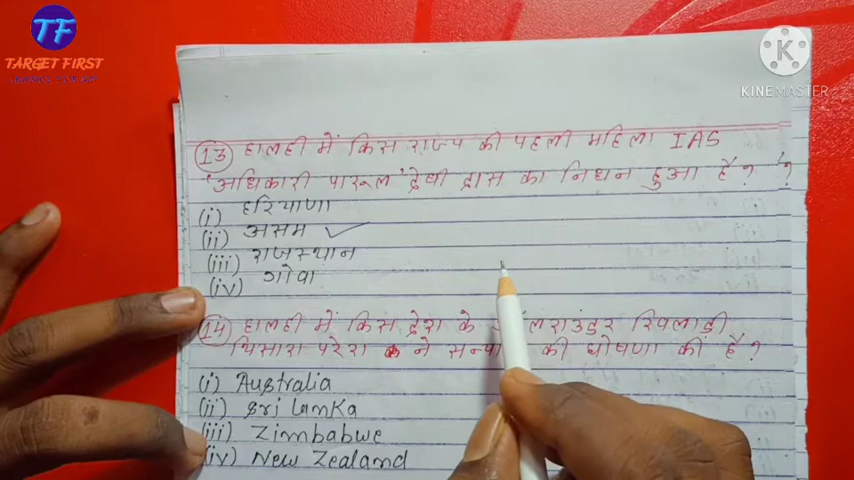 TF
TARGET FIRST
KINEMASTER
13 हालही में किस राज्य की पहली महिला IAS
'अधिकारी पारूल' देवी दास का निधन हुआ है? ?
(i) हरियाणा
(ii) असम ✓
(iii) राजस्थान
(iv) गोवा
14 हालही में किस देश के ऑलराउंडर खिलाड़ी
थिसारा परेरा ने सन्या की घोषणा की है?
(i) Australia
(ii) Sri Lanka
(iii) Zimbabwe
(iv) New Zealand